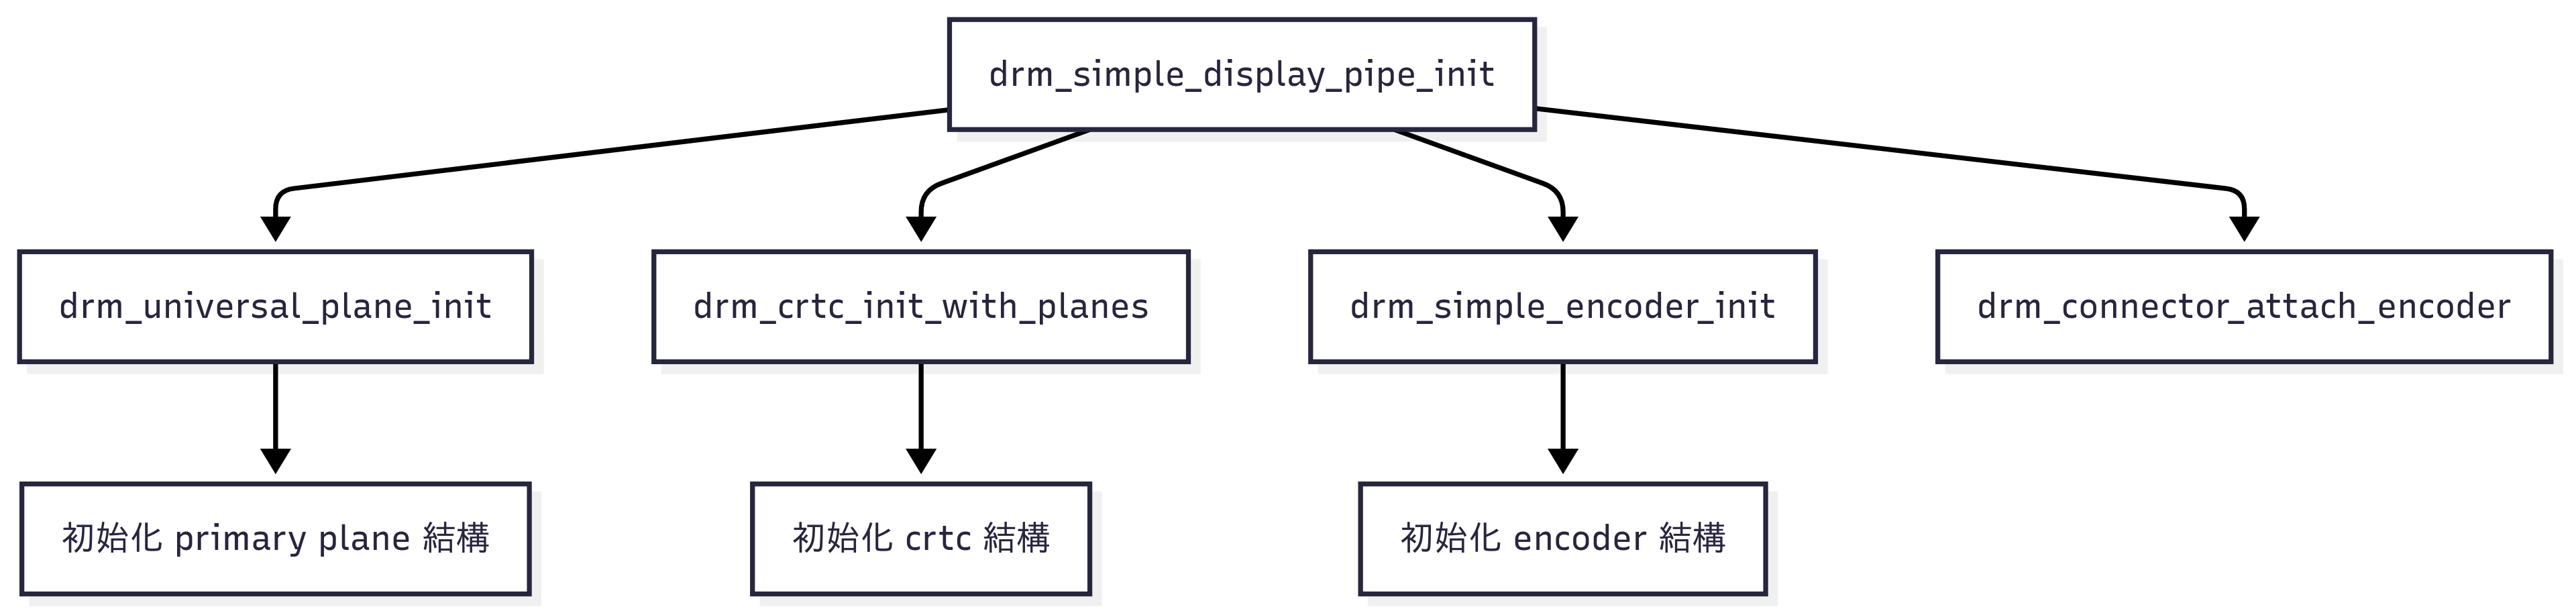 drm_simple_display_pipe_init
drm_universal_plane_init
drm_crtc_init_with_planes
drm_simple_encoder_init
drm_connector_attach_encoder
初始化 primary plane 結構
初始化 crtc 結構
初始化 encoder 結構